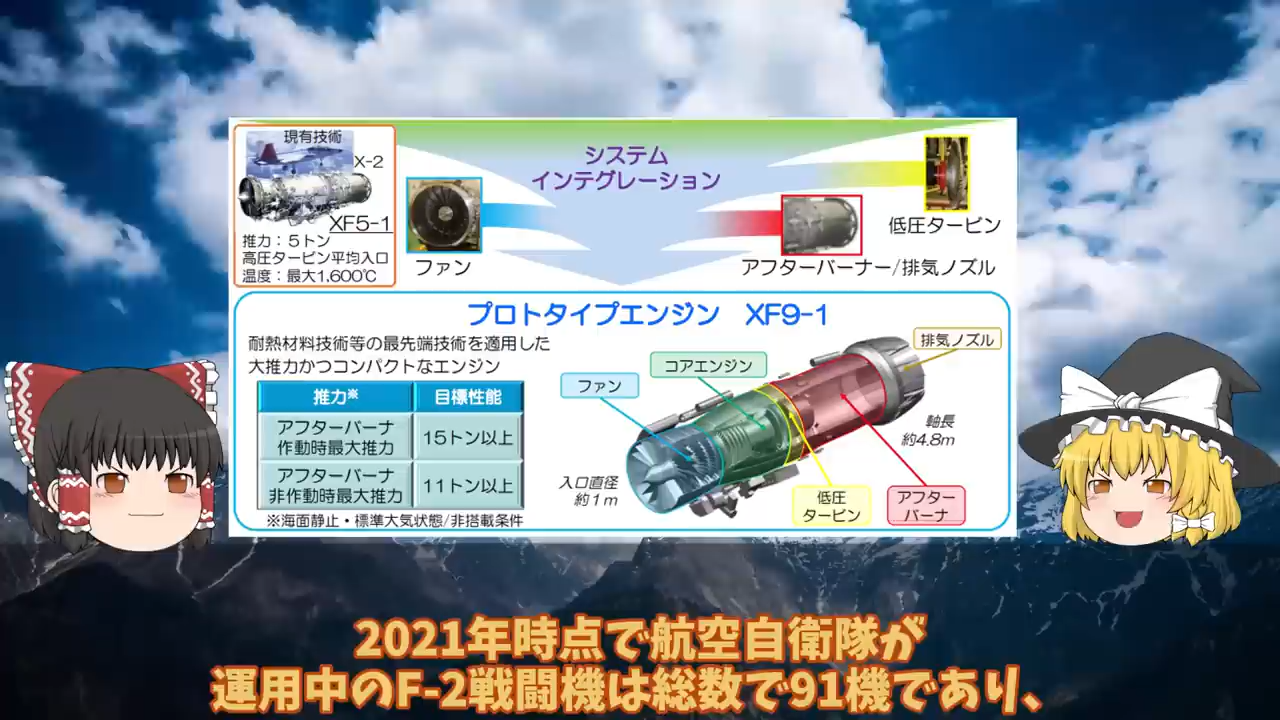 現有技術
X-2
XF5-1
推力：５トン
高圧タービン平均入口
温度：最大1,600℃
システム
インテグレーション
ファン
低圧タービン
アフターバーナー/排気ノズル
プロトタイプエンジン　XF9-1
耐熱材料技術等の最先端技術を適用した
大推力かつコンパクトなエンジン
推力※
目標性能
アフターバーナ
作動時最大推力
15トン以上
アフターバーナ
非作動時最大推力
11トン以上
※海面静止・標準大気状態/非搭載条件
ファン
コアエンジン
排気ノズル
軸長
約4.8m
入口直径
約１m
低圧
タービン
アフター
バーナ
2021年時点で航空自衛隊が
運用中のF-2戦闘機は総数で91機であり、